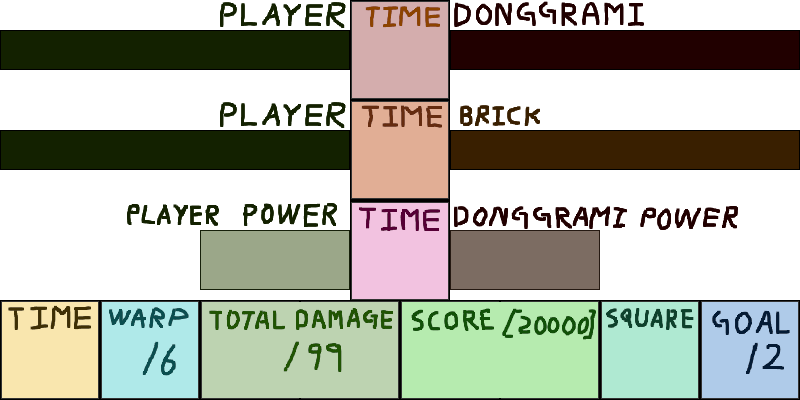 PLAYER TIME DONGGRAMI
PLAYER TIME BRICK
PLAYER POWER TIME DONGGRAMI POWER
TIME WARP TOTAL DAMAGE SCORE [20000] SQUARE GOAL
/6 /99 /2